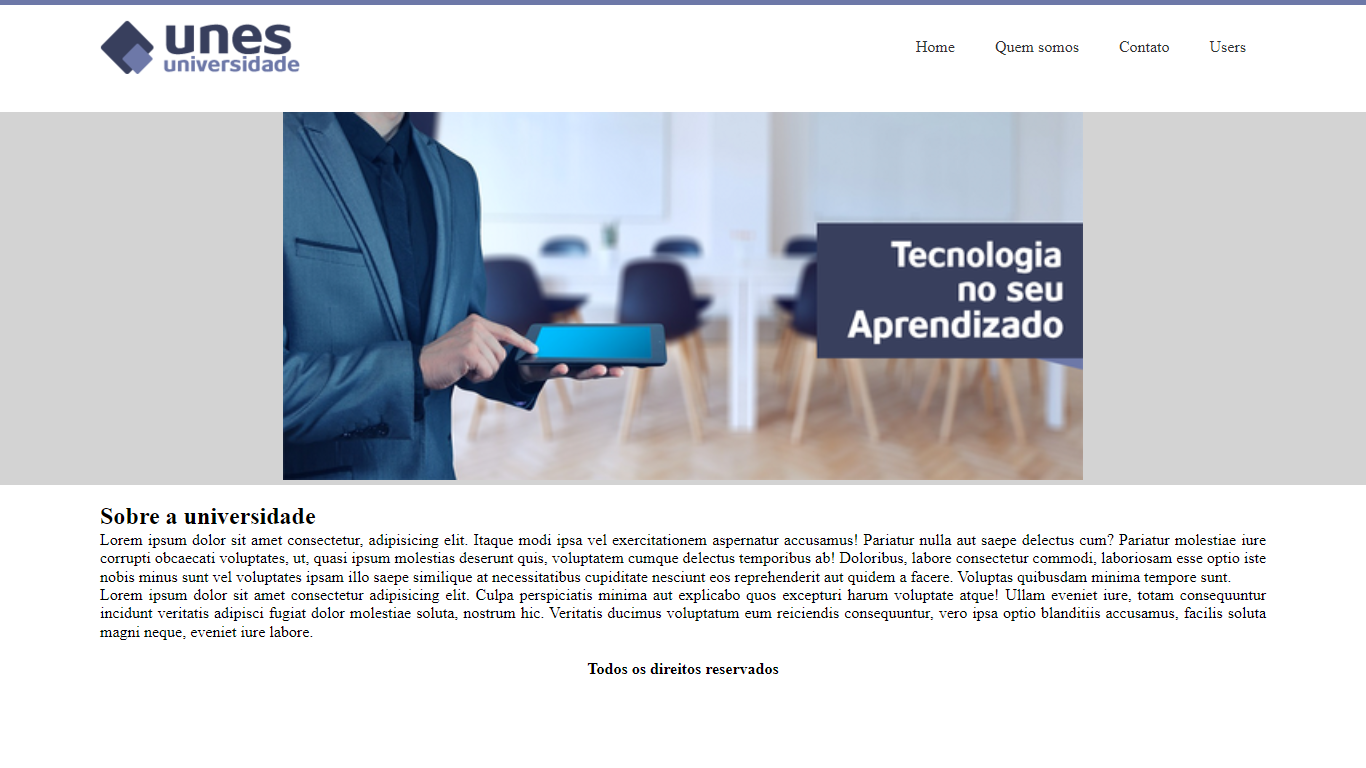 unes
universidade
Home Quem somos Contato Users
Tecnologia
no seu
Aprendizado
Sobre a universidade
Lorem ipsum dolor sit amet consectetur, adipisicing elit. Itaque modi ipsa vel exercitationem aspernatur accusamus! Pariatur nulla aut saepe delectus cum? Pariatur molestiae iure
corrupti obcaecati voluptates, ut, quasi ipsum molestias deserunt quis, voluptatem cumque delectus temporibus ab! Doloribus, labore consectetur commodi, laboriosam esse optio iste
nobis minus sunt vel voluptates ipsam illo saepe similique at necessitatibus cupiditate nesciunt eos reprehenderit aut quidem a facere. Voluptas quibusdam minima tempore sunt.
Lorem ipsum dolor sit amet consectetur adipisicing elit. Culpa perspiciatis minima aut explicabo quos excepturi harum voluptate atque! Ullam eveniet iure, totam consequuntur
incidunt veritatis adipisci fugiat dolor molestiae soluta, nostrum hic. Veritatis ducimus voluptatum eum reiciendis consequuntur, vero ipsa optio blanditiis accusamus, facilis soluta
magni neque, eveniet iure labore.
Todos os direitos reservados